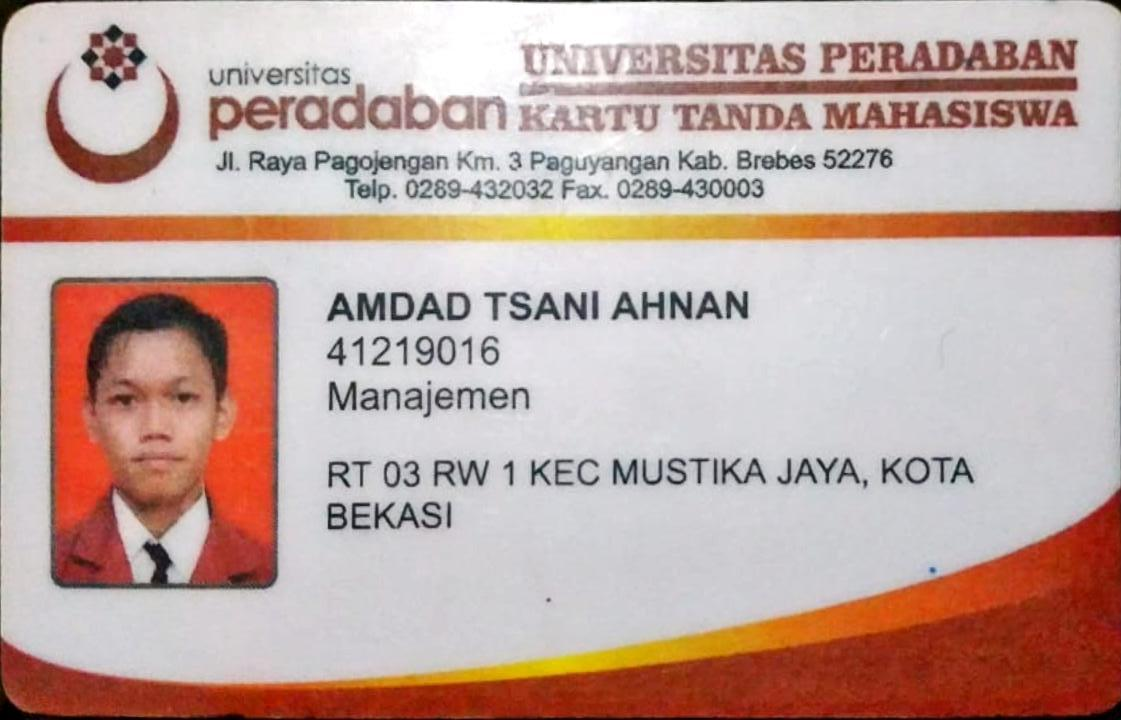 universitas
peradaban
UNIVERSITAS PERADABAN
KARTU TANDA MAHASISWA
Jl. Raya Pagojengan Km. 3 Paguyangan Kab. Brebes 52276
Telp. 0289-432032 Fax. 0289-430003
AMDAD TSANI AHNAN
41219016
Manajemen
RT 03 RW 1 KEC MUSTIKA JAYA, KOTA
BEKASI